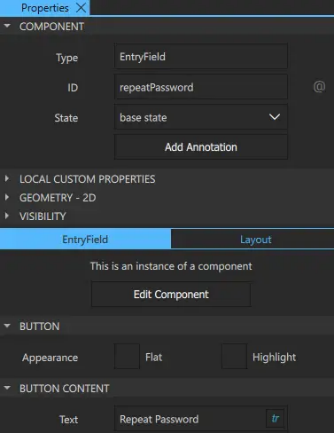 Properties
COMPONENT
Type EntryField
ID repeatPassword @
State base state
Add Annotation
LOCAL CUSTOM PROPERTIES
GEOMETRY - 2D
VISIBILITY
EntryField Layout
This is an instance of a component
Edit Component
BUTTON
Appearance Flat Highlight
BUTTON CONTENT
Text Repeat Password tr